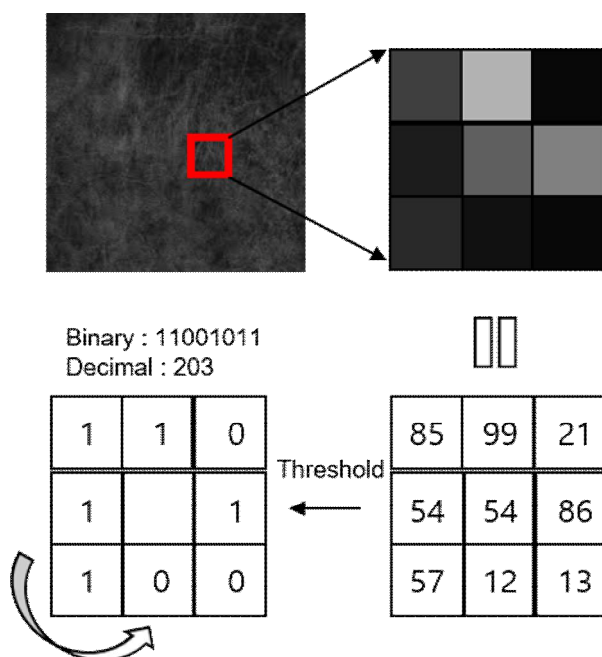 Binary : 11001011
Decimal : 203
1 1 0
1 1
1 0 0
Threshold
85 99 21
54 54 86
57 12 13